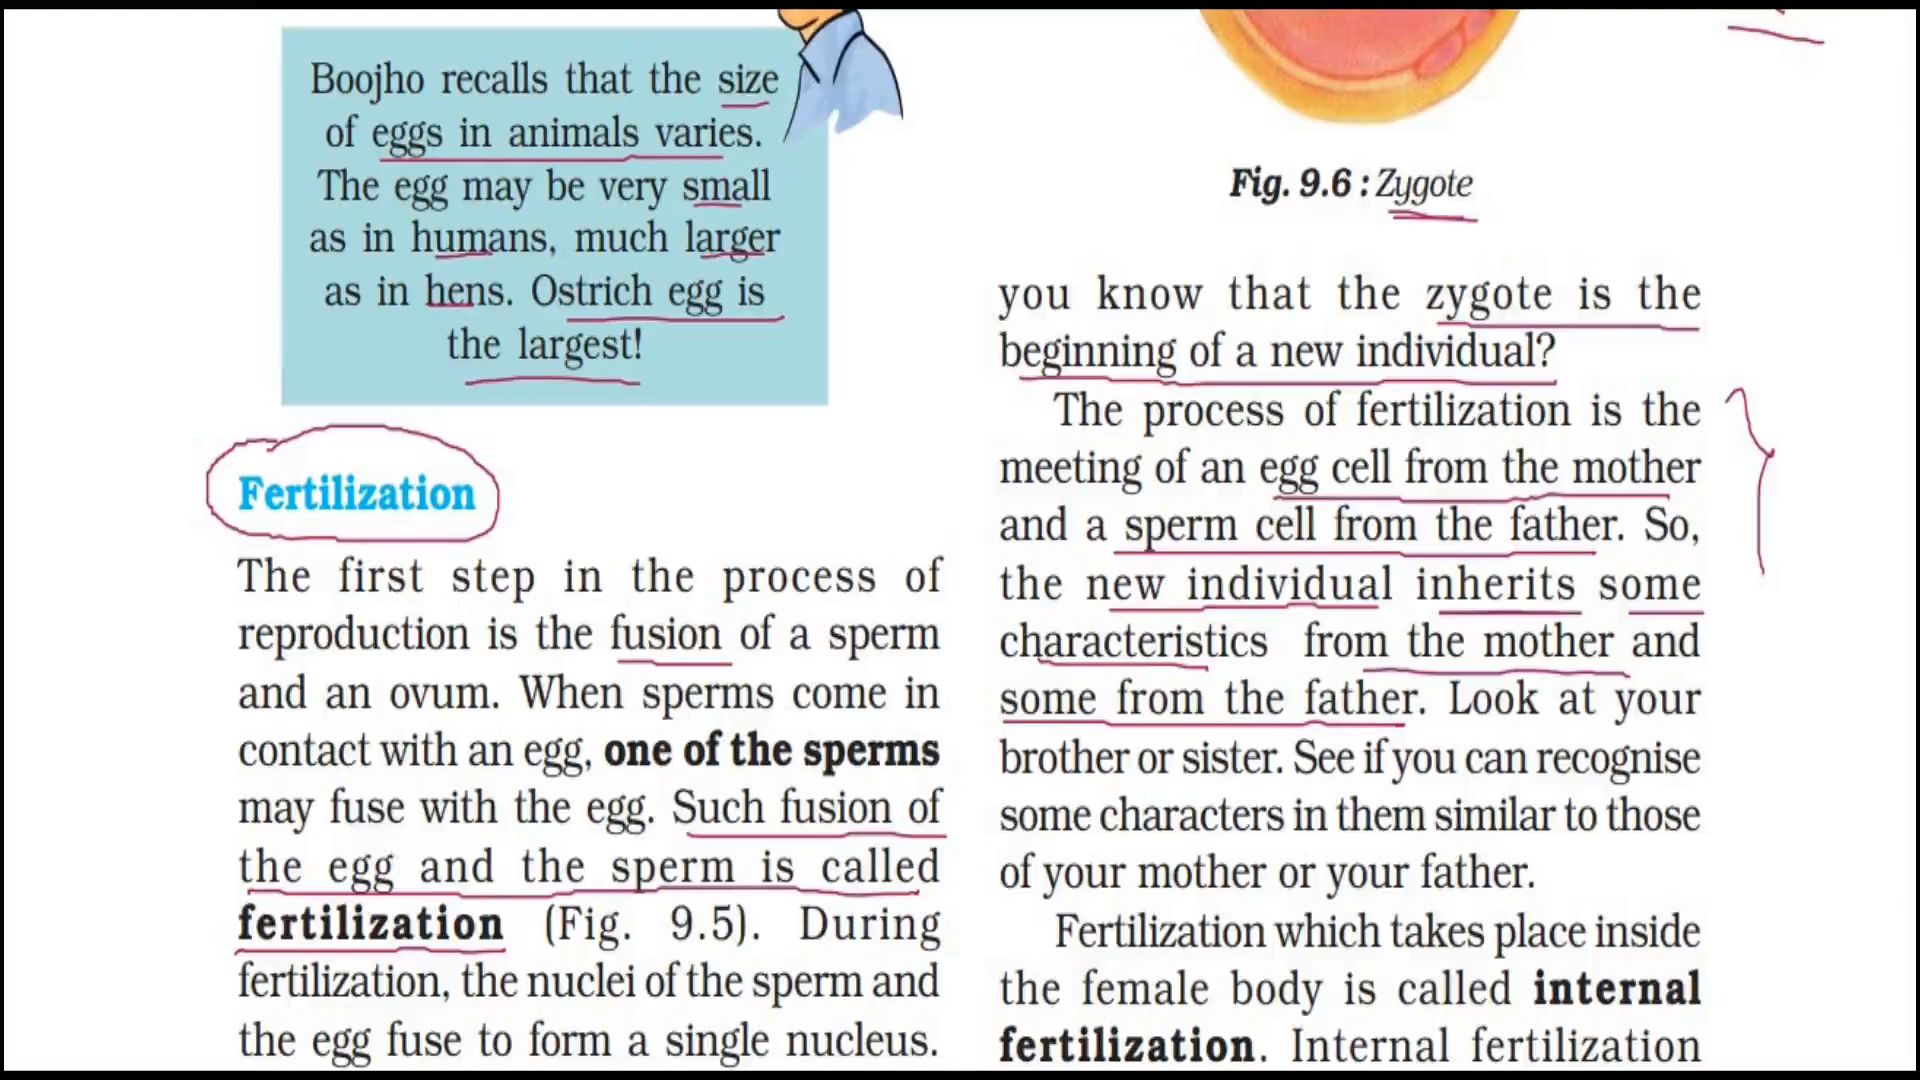 Boojho recalls that the size
of eggs in animals varies.
The egg may be very small
as in humans, much larger
as in hens. Ostrich egg is
the largest!
Fertilization
The first step in the process of
reproduction is the fusion of a sperm
and an ovum. When sperms come in
contact with an egg, one of the sperms
may fuse with the egg. Such fusion of
the egg and the sperm is called
fertilization (Fig. 9.5). During
fertilization, the nuclei of the sperm and
the egg fuse to form a single nucleus.
Fig. 9.6 : Zygote
you know that the zygote is the
beginning of a new individual?
The process of fertilization is the
meeting of an egg cell from the mother
and a sperm cell from the father. So,
the new individual inherits some
characteristics from the mother and
some from the father. Look at your
brother or sister. See if you can recognise
some characters in them similar to those
of your mother or your father.
Fertilization which takes place inside
the female body is called internal
fertilization. Internal fertilization